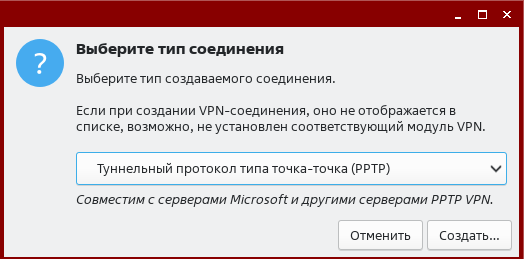 Выберите тип соединения
Выберите тип создаваемого соединения.
Если при создании VPN-соединения, оно не отображается в
списке, возможно, не установлен соответствующий модуль VPN.
Туннельный протокол типа точка-точка (PPTP)
Совместим с серверами Microsoft и другими серверами PPTP VPN.
Отменить
Создать...